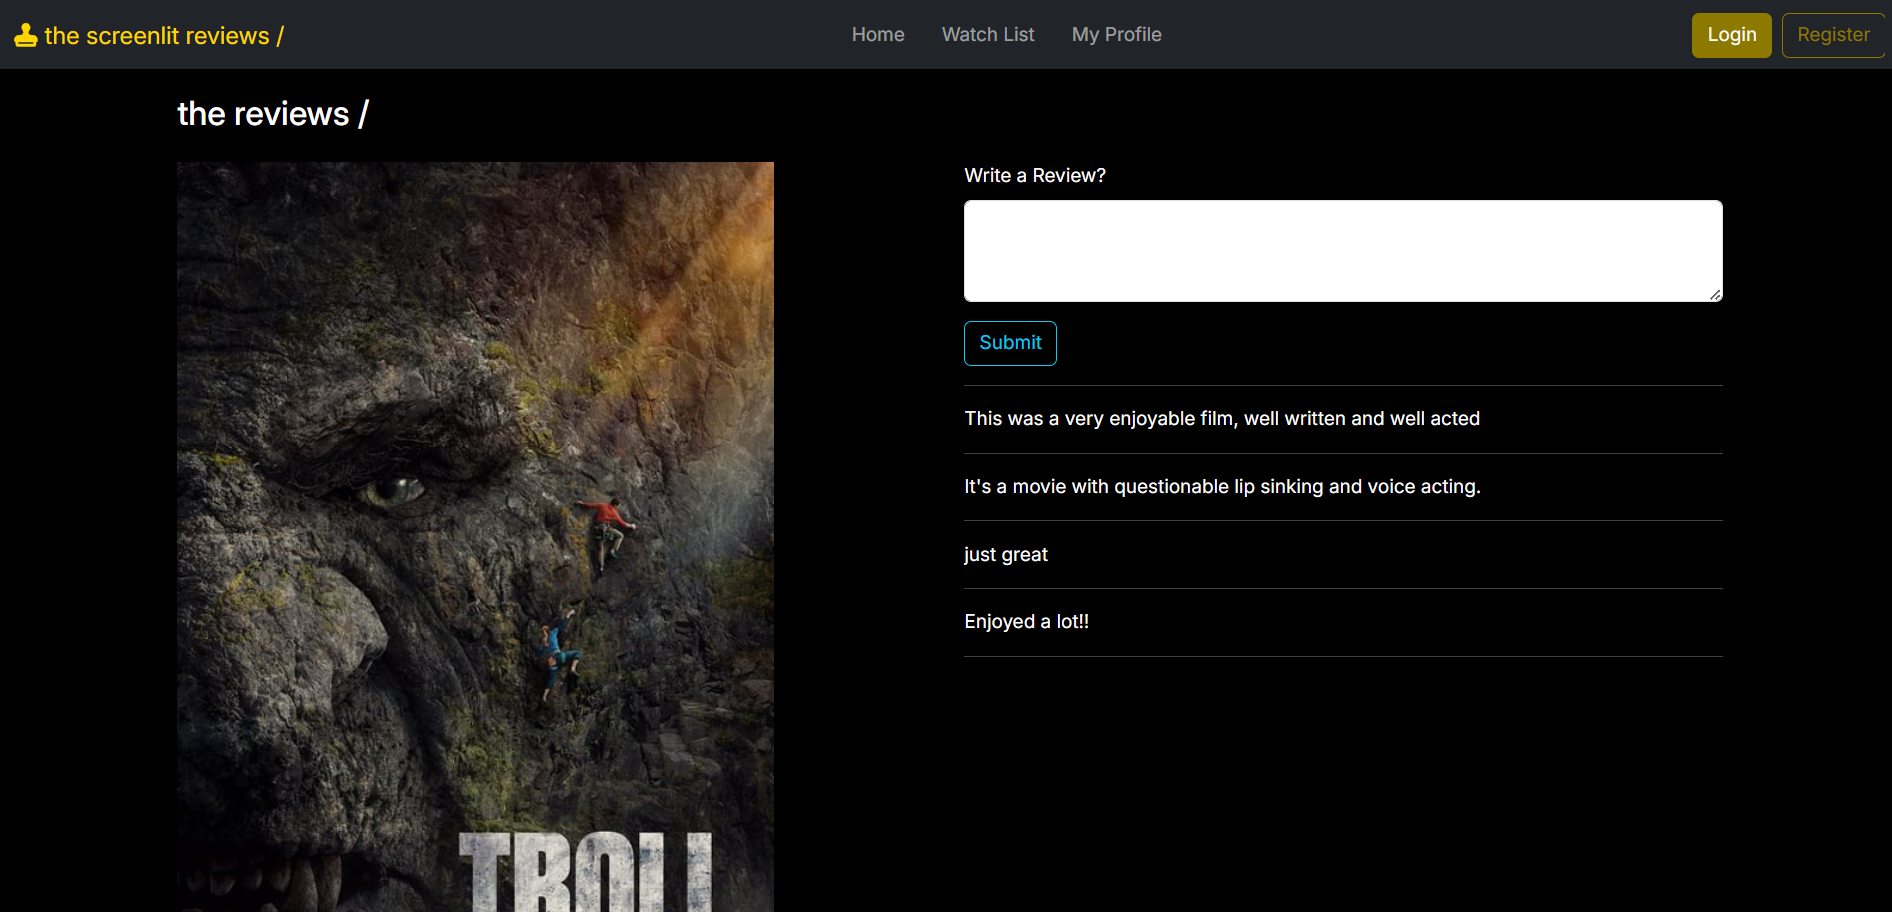 the screenlit reviews /
Home
Watch List
My Profile
Login
Register
the reviews /
TROLL
Write a Review?
Submit
This was a very enjoyable film, well written and well acted
It's a movie with questionable lip sinking and voice acting.
just great
Enjoyed a lot!!